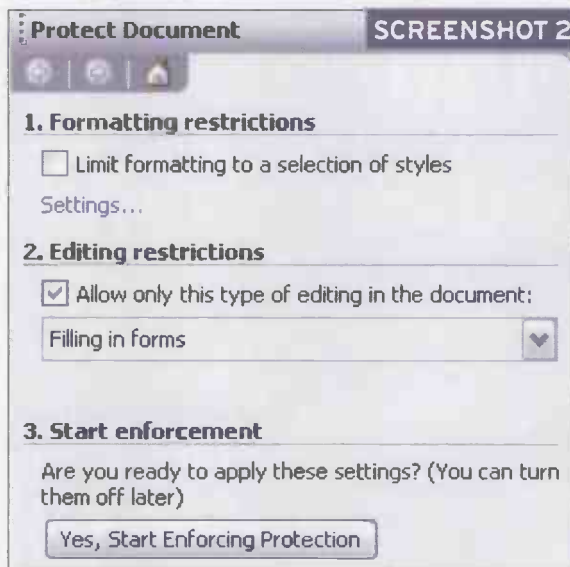 Protect Document
SCREENSHOT 2
1. Formatting restrictions
Limit formatting to a selection of styles
Settings...
2. Editing restrictions
Allow only this type of editing in the document:
Filling in forms
3. Start enforcement
Are you ready to apply these settings? (You can turn
them off later)
Yes, Start Enforcing Protection